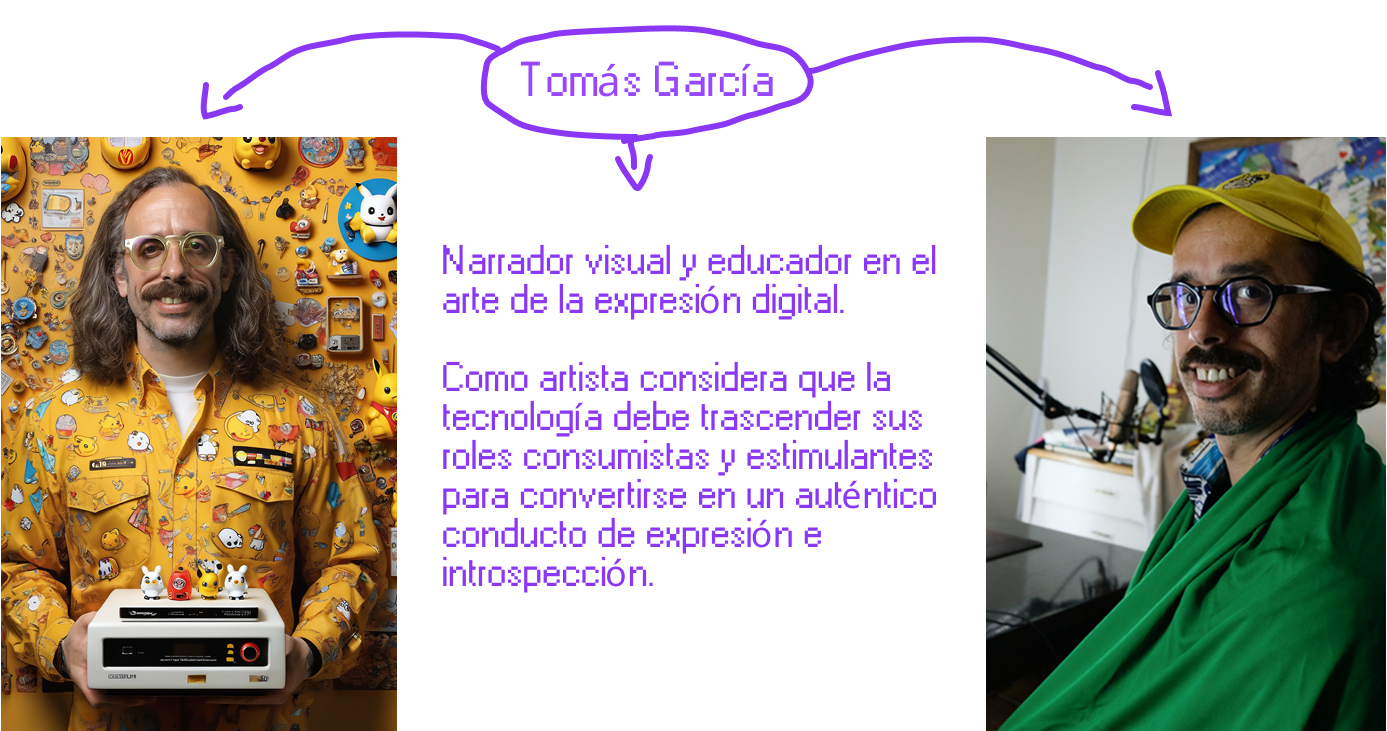 Tomás García
Narrador visual y educador en el
arte de la expresión digital.
Como artista considera que la
tecnología debe trascender sus
roles consumistas y estimulantes
para convertirse en un auténtico
conducto de expresión e
introspección.